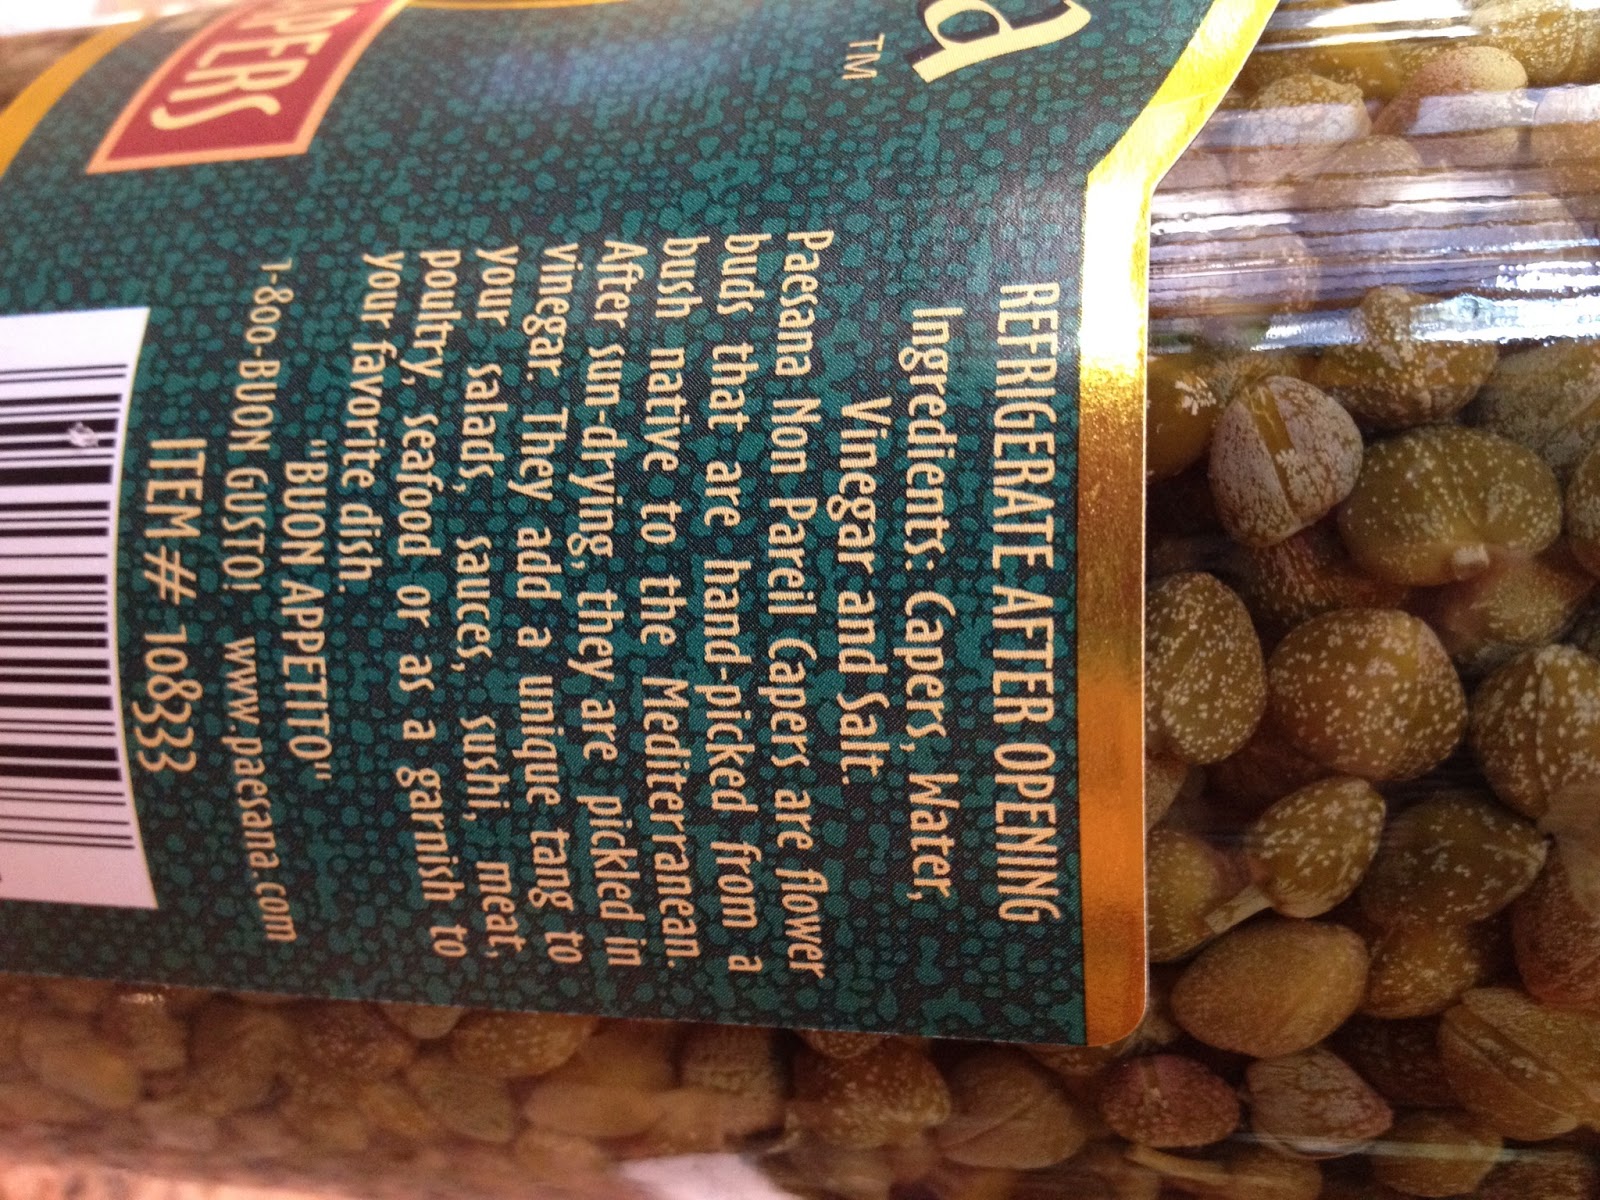 a
TM
REFRIGERATE AFTER OPENING
Ingredients: Capers, Water,
Vinegar and Salt.
Paesana Non Pareil Capers are flower
buds that are hand-picked from a
bush native to the Mediterranean.
After sun-drying, they are pickled in
vinegar. They add a unique tang to
your salads, sauces, sushi, meat,
poultry, seafood or as a garnish to
your favorite dish.
"BUON APPETITO"
1-800-BUON GUSTO! www.paesana.com
ITEM# 10833